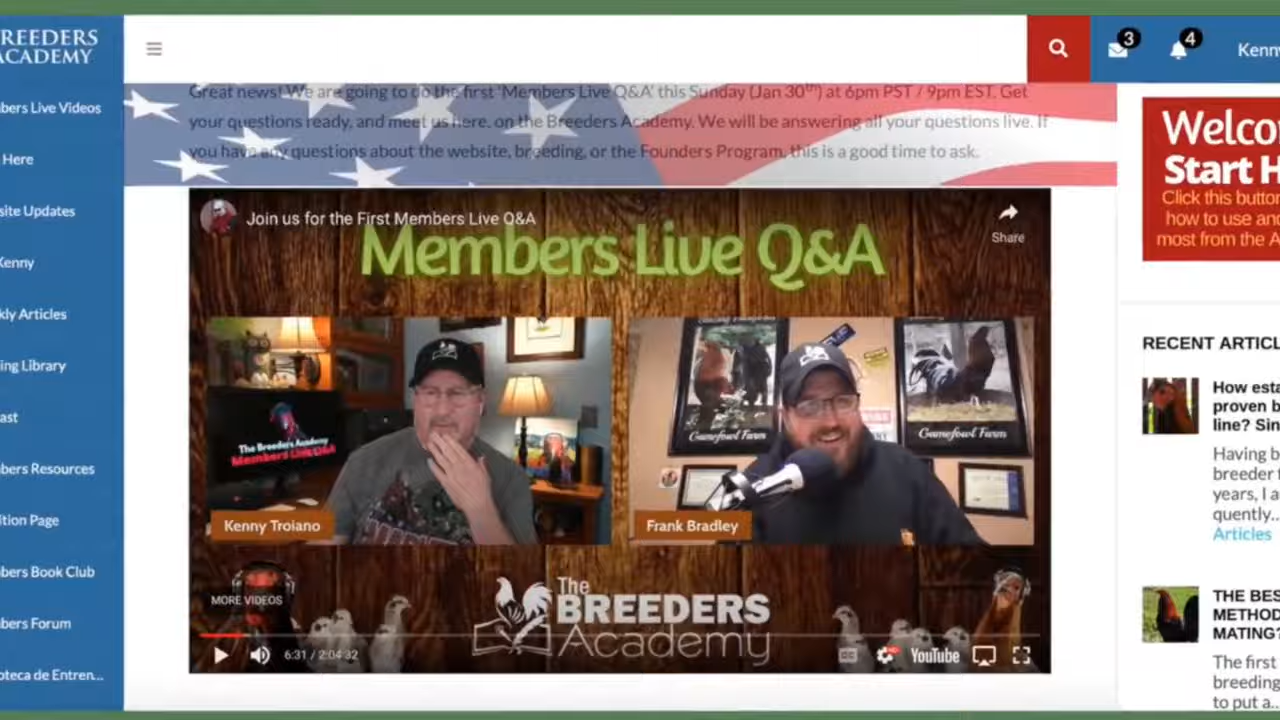 REEDERS
ACADEMY
3
4
Kenny
bers Live Videos
Here
site Updates
Kenny
kly Articles
ing Library
ast
bers Resources
ition Page
bers Book Club
bers Forum
oteca de Entren...
Great news! We are going to do the first 'Members Live Q&A' this Sunday (Jan 30th) at 6pm PST / 9pm EST. Get
your questions ready, and meet us here, on the Breeders Academy. We will be answering all your questions live. If
you have any questions about the website, breeding, or the Founders Program, this is a good time to ask.
Join us for the First Members Live Q&A
Share
Members Live Q&A
The Breeders Academy
Members Live Q&A
Gamefowl Farm
Gamefowl Farm
Kenny Troiano
Frank Bradley
MORE VIDEOS
The
BREEDERS
Academy
6:31 / 2:04:32
CC
YouTube
Welco
Start H
Click this button
how to use and
most from the A
RECENT ARTICL
How esta
proven b
line? Sin
Having b
breeder f
years, I a
quently...
Articles
THE BES
METHOD
MATING?
The first
breeding
to put a...